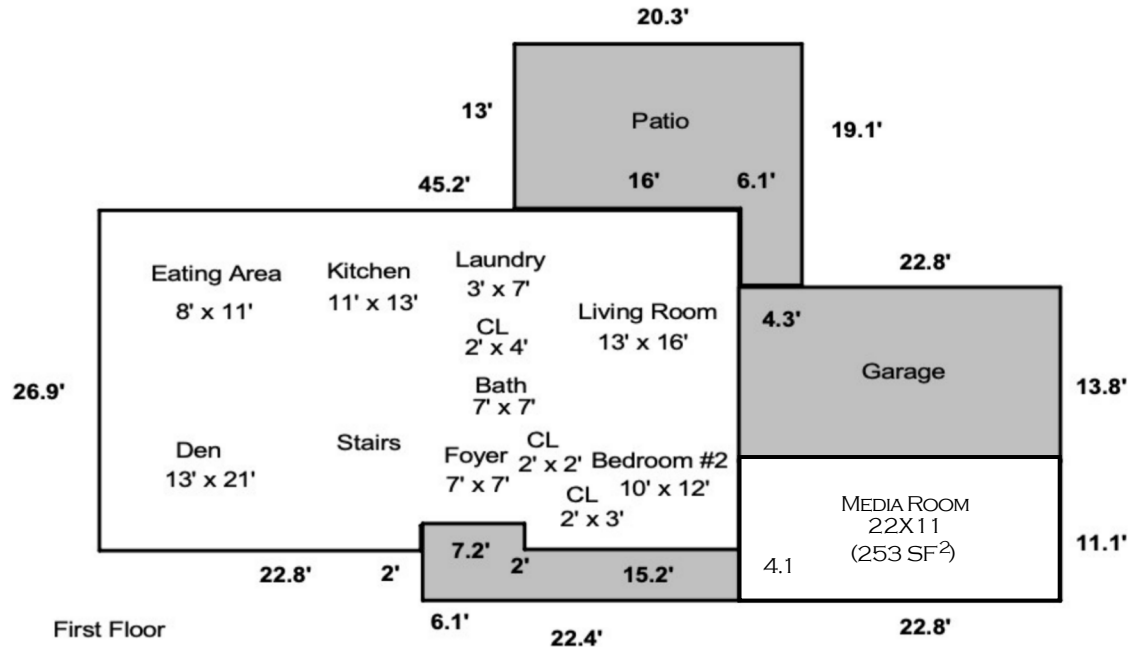 20.3'
13'
Patio
19.1'
45.2'
16'
6.1'
Eating Area
8' x 11'
Kitchen
11' x 13'
Laundry
3' x 7'
CL
2' x 4'
Living Room
13' x 16'
22.8'
4.3'
Garage
13.8'
26.9'
Bath
7' x 7'
Den
13' x 21'
Stairs
Foyer
7' x 7'
CL
2' x 2'
Bedroom #2
10' x 12'
CL
2' x 3'
MEDIA ROOM
22X11
(253 SF²)
4.1
11.1'
22.8'
2'
7.2'
2'
15.2'
6.1'
22.4'
22.8'
First Floor